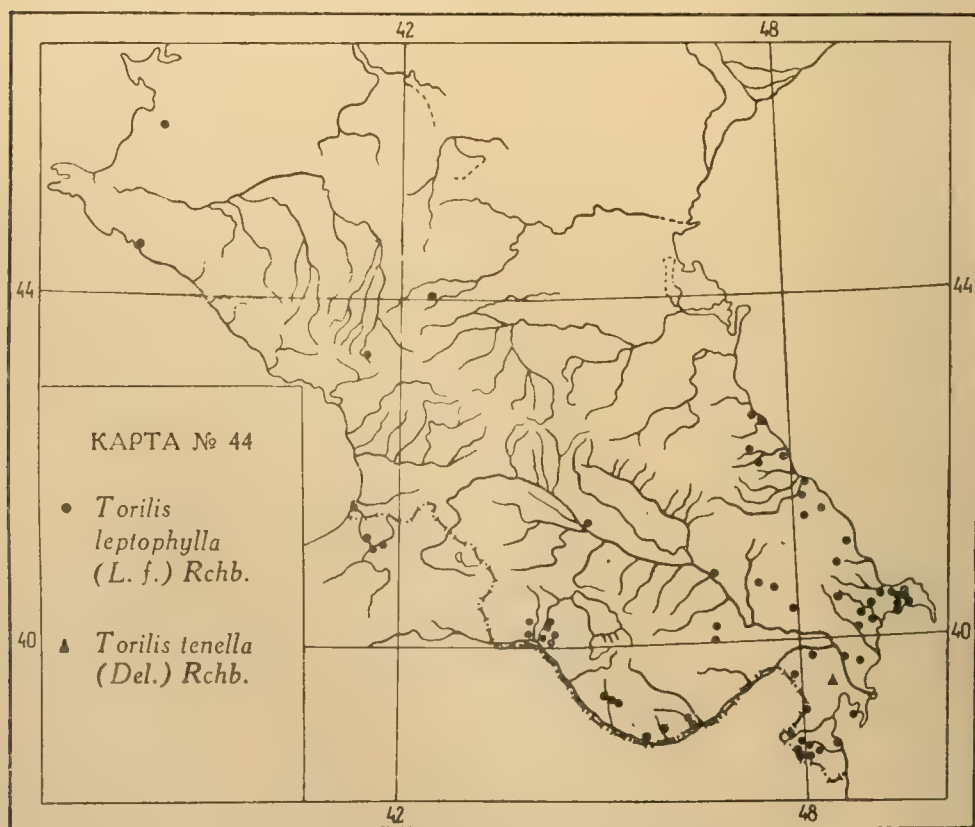 42 48
44 44
КАРТА № 44
Torilis
leptophylla
(L. f.) Rchb.
40 40
Torilis tenella
(Del.) Rchb.
42 48